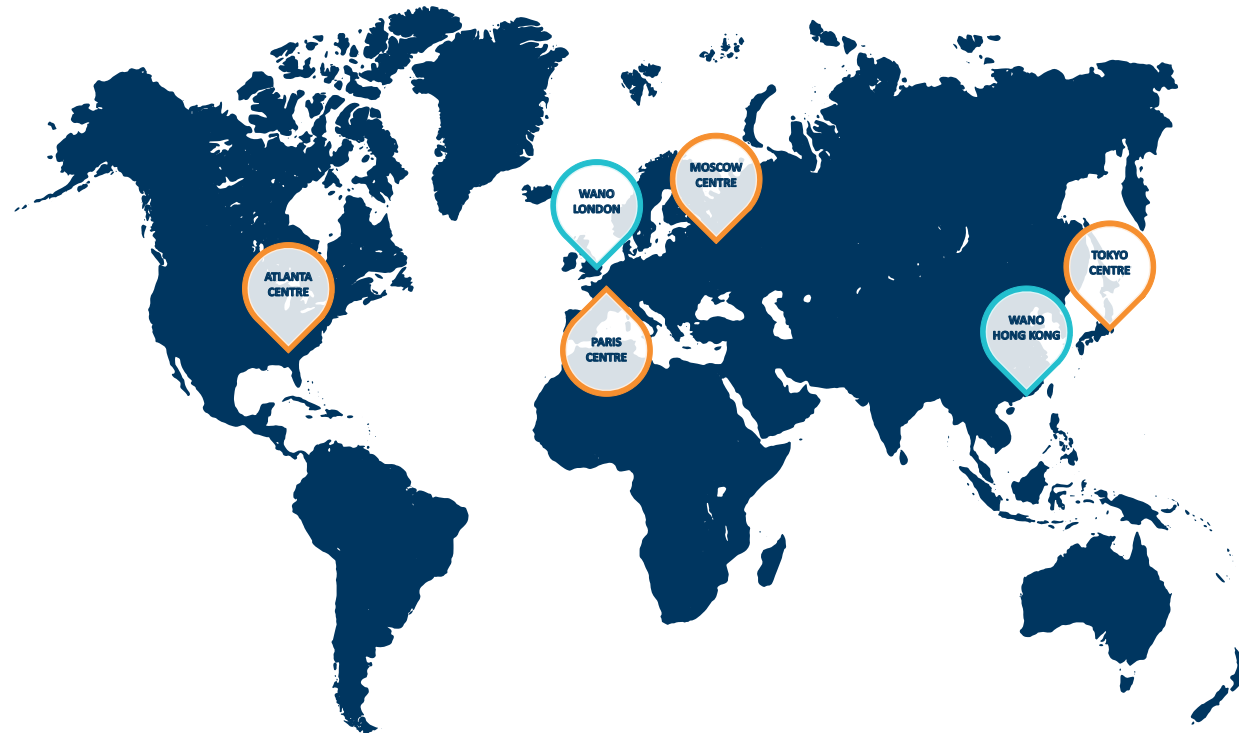 MOSCOW
CENTRE
WANO
LONDON
TOKYO
CENTRE
ATLANTA
CENTRE
WANO
HONG KONG
PARIS
CENTRE